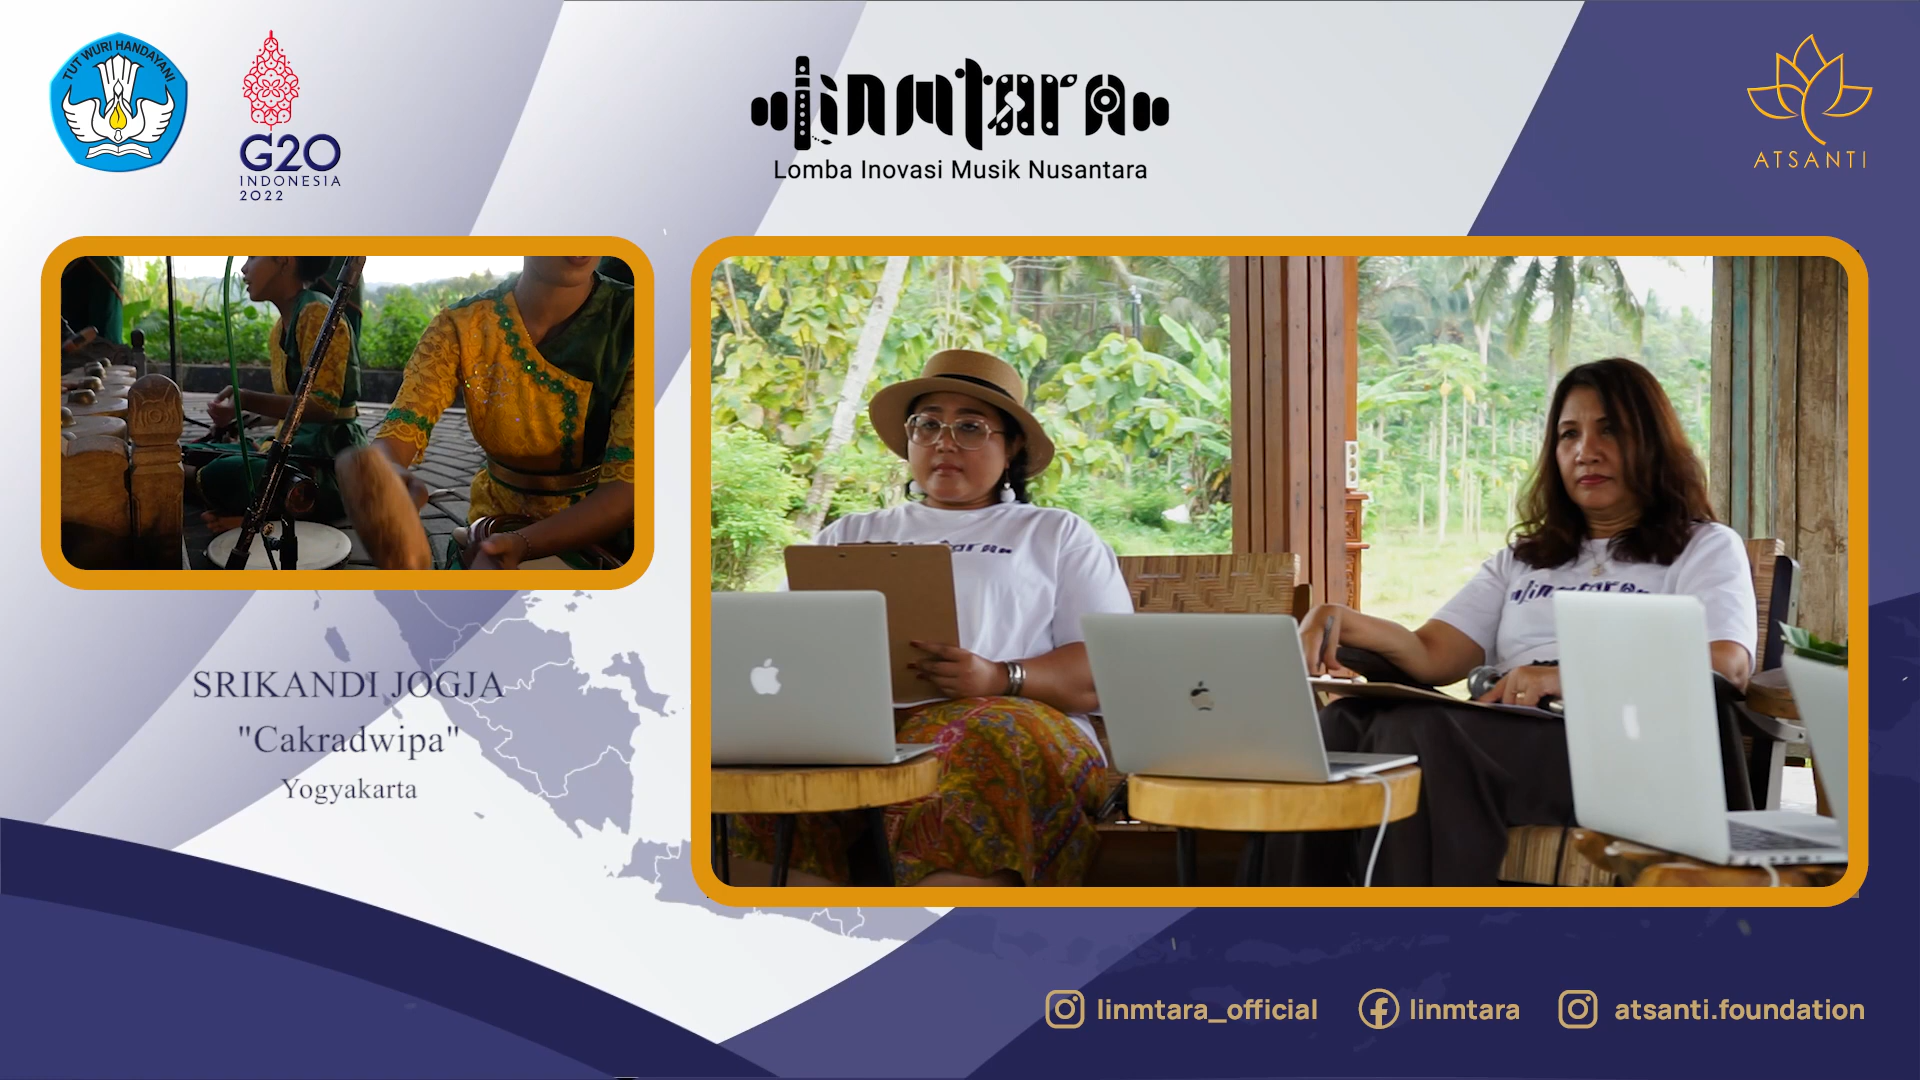 TUT WURI HANDAYANI
G20
INDONESIA
2022
linmtara
Lomba Inovasi Musik Nusantara
ATSANTI
linmtara
SRIKANDI JOGJA
"Cakradwipa"
Yogyakarta
linmtara_official
linmtara
atsanti.foundation